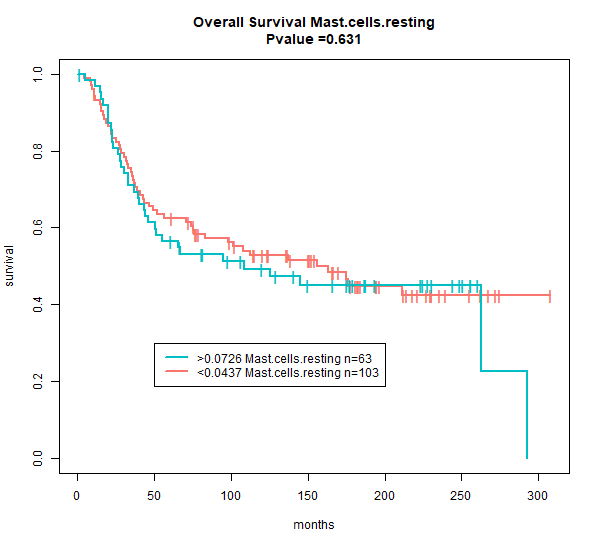 Overall Survival Mast.cells.resting
Pvalue =0.631
survival
1.0
0.8
0.6
0.4
0.2
0.0
>0.0726 Mast.cells.resting n=63
<0.0437 Mast.cells.resting n=103
0 50 100 150 200 250 300
months